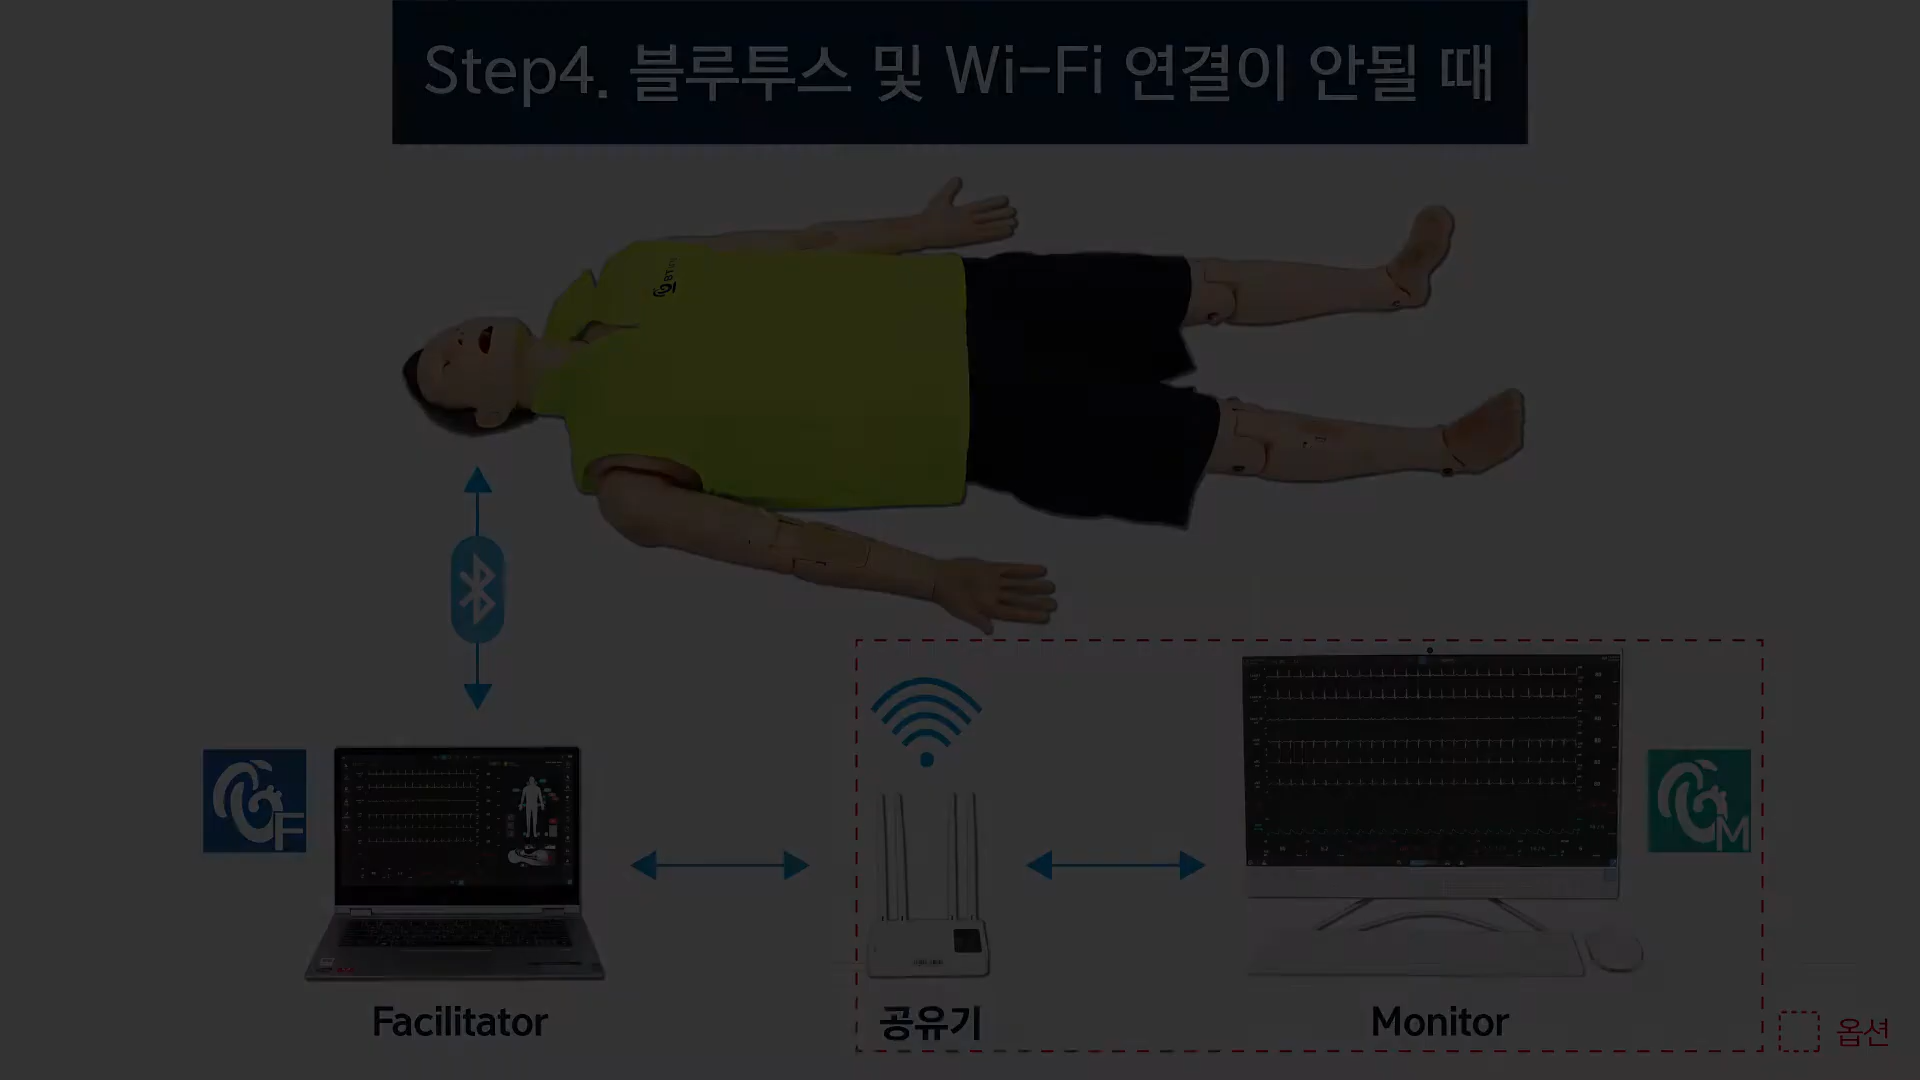 Step4. 블루투스 및 Wi-Fi 연결이 안될 때
BT
F
M
Facilitator
공유기
Monitor
옵션